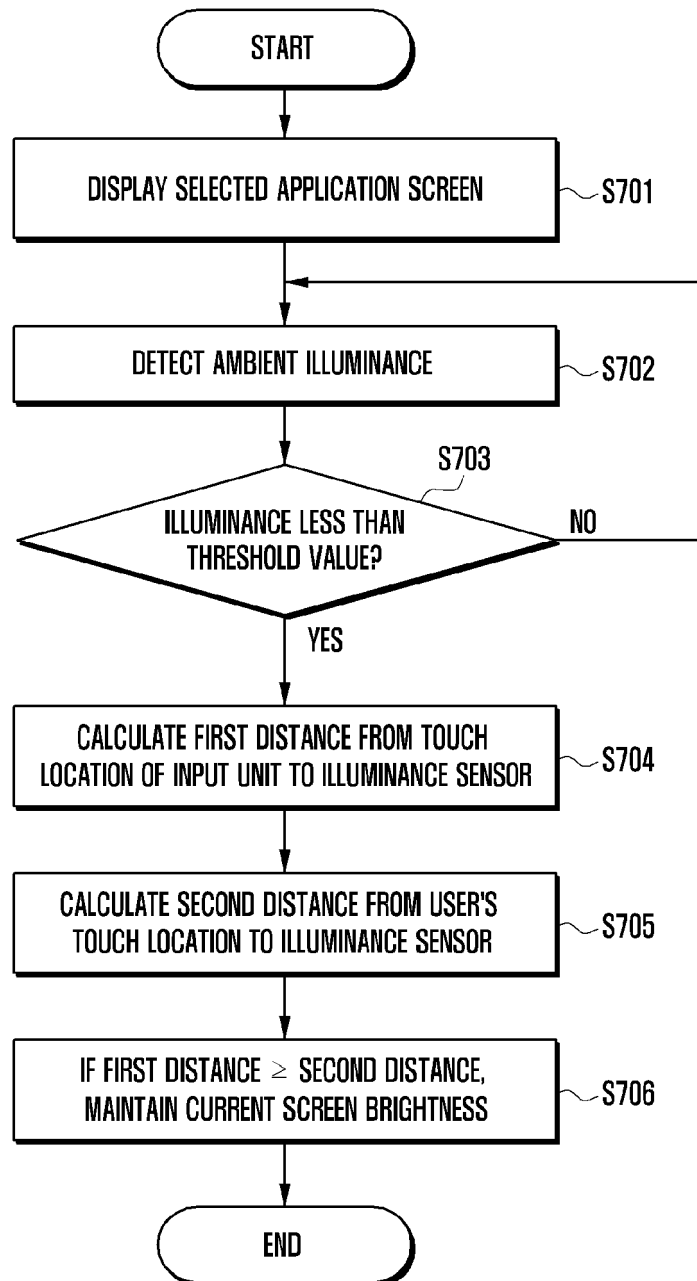 START
DISPLAY SELECTED APPLICATION SCREEN
S701
DETECT AMBIENT ILLUMINANCE
S702
S703
ILLUMINANCE LESS THAN
THRESHOLD VALUE?
NO
YES
CALCULATE FIRST DISTANCE FROM TOUCH
LOCATION OF INPUT UNIT TO ILLUMINANCE SENSOR
S704
CALCULATE SECOND DISTANCE FROM USER'S
TOUCH LOCATION TO ILLUMINANCE SENSOR
S705
IF FIRST DISTANCE ≥ SECOND DISTANCE,
MAINTAIN CURRENT SCREEN BRIGHTNESS
S706
END